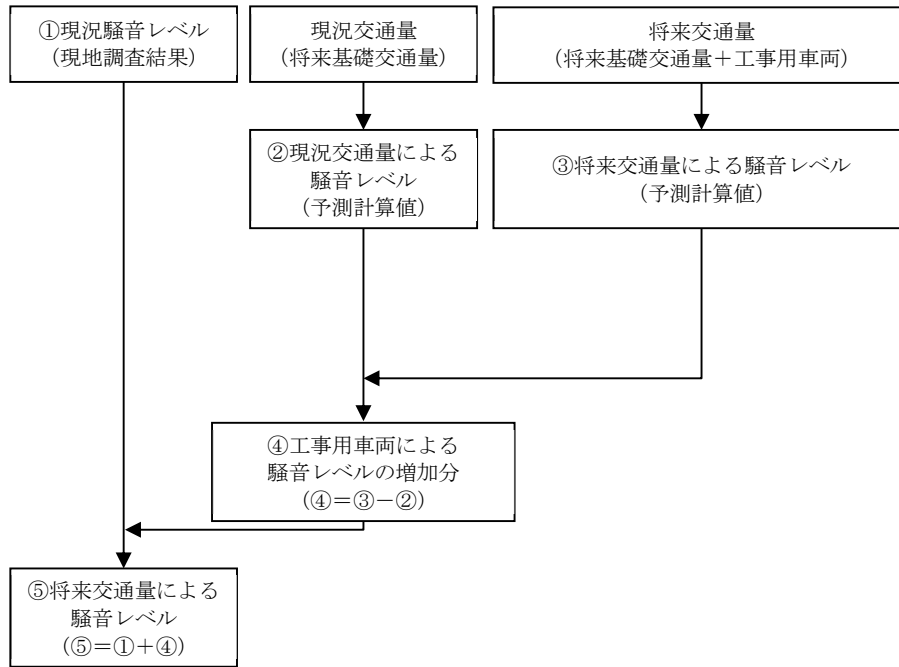 ①現況騒音レベル
(現地調査結果)
現況交通量
(将来基礎交通量)
将来交通量
(将来基礎交通量+工事用車両)
②現況交通量による
騒音レベル
(予測計算値)
③将来交通量による騒音レベル
(予測計算値)
④工事用車両による
騒音レベルの増加分
(④=③-②)
⑤将来交通量による
騒音レベル
(⑤=①+④)